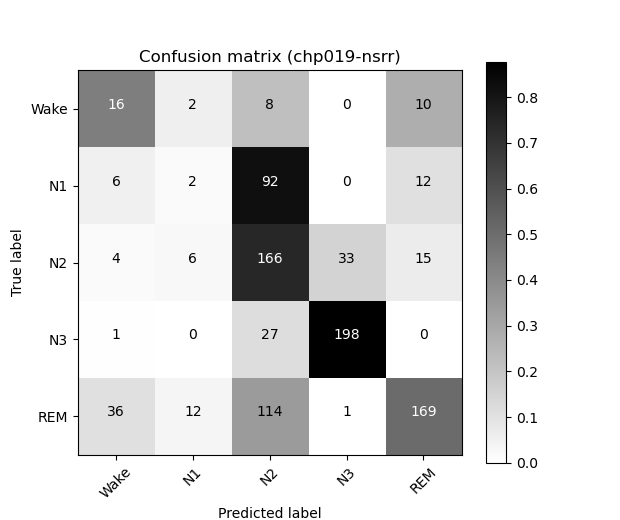 Confusion matrix (chp019-nsrr)
Wake 16 2 8 0 10
N1 6 2 92 0 12
N2 4 6 166 33 15
N3 1 0 27 198 0
REM 36 12 114 1 169
Wake N1 N2 N3 REM
True label
Predicted label
0.8
0.7
0.6
0.5
0.4
0.3
0.2
0.1
0.0